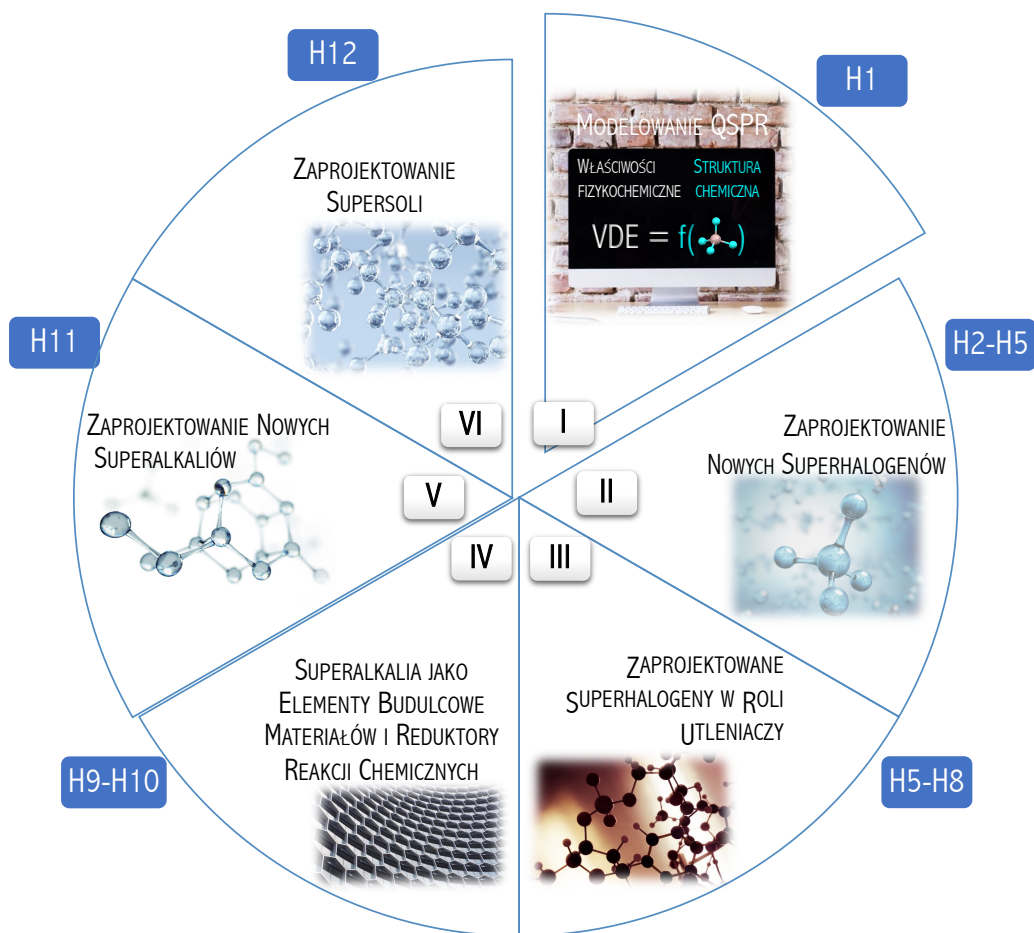 H1
MODELOWANIE QSPR
WŁAŚCIWOŚCI
FIZYKOCHEMICZNE
STRUKTURA
CHEMICZNA
VDE = f( )
I
H2-H5
ZAPROJEKTOWANIE
NOWYCH SUPERHALOGENÓW
II
III
ZAPROJEKTOWANE
SUPERHALOGENY W ROLI
UTLENIACZY
H5-H8
IV
SUPERALKALIA JAKO
ELEMENTY BUDULCOWE
MATERIAŁÓW I REDUKTORY
REAKCJI CHEMICZNYCH
H9-H10
H11
ZAPROJEKTOWANIE NOWYCH
SUPERALKALIÓW
V
H12
ZAPROJEKTOWANIE
SUPERSOLI
VI